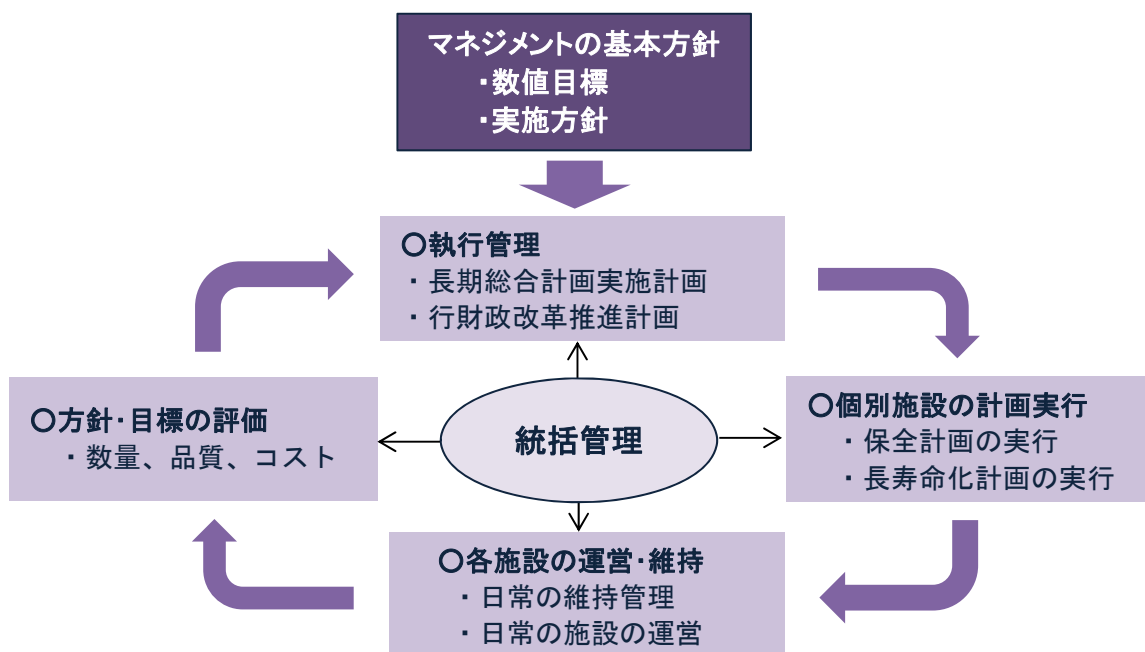 マネジメントの基本方針
・数値目標
・実施方針
○執行管理
・長期総合計画実施計画
・行財政改革推進計画
○方針・目標の評価
・数量、品質、コスト
統括管理
○個別施設の計画実行
・保全計画の実行
・長寿命化計画の実行
○各施設の運営・維持
・日常の維持管理
・日常の施設の運営